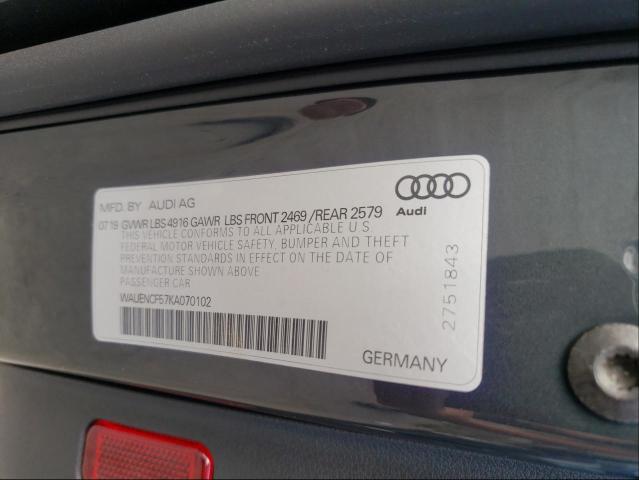 MFD. BY AUDI AG
07 19 GVWR LBS 4916 GAWR LBS FRONT 2469 /REAR 2579
THIS VEHICLE CONFORMS TO ALL APPLICABLE U S
FEDERAL MOTOR VEHICLE SAFETY, BUMPER AND THEFT
PREVENTION STANDARDS IN EFFECT ON THE DATE OF
MANUFACTURE SHOWN ABOVE
PASSENGER CAR
WAUENCF57KA070102
Audi
2751843
GERMANY